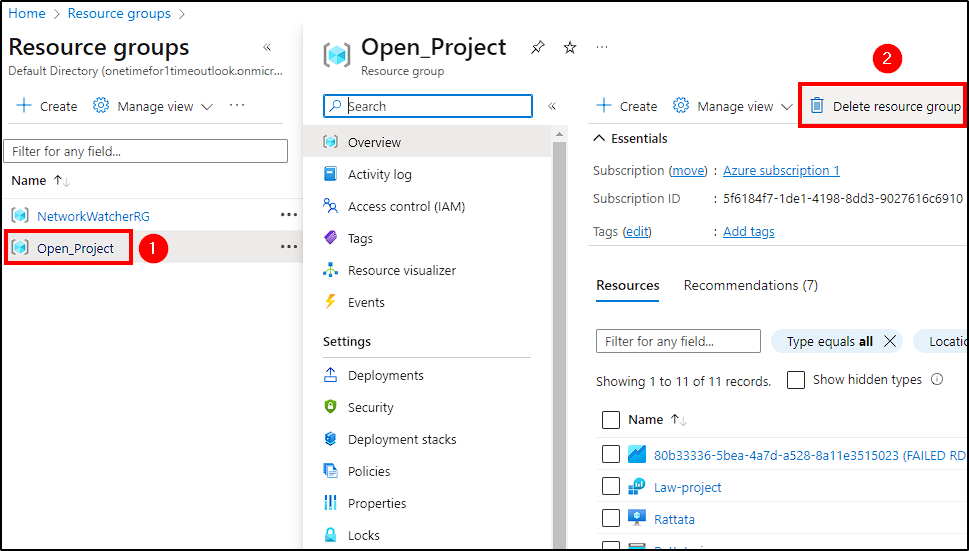 Home > Resource groups >
Resource groups «
Default Directory (onetimefor1timeoutlook.onmicr...
+ Create Manage view ...
Filter for any field...
Name ↑↓
NetworkWatcherRG ...
Open_Project ...
1
Open_Project ...
Resource group
Search «
Overview
Activity log
Access control (IAM)
Tags
Resource visualizer
Events
Settings
Deployments
Security
Deployment stacks
Policies
Properties
Locks
2
+ Create Manage view Delete resource group
Essentials
Subscription (move) : Azure subscription 1
Subscription ID : 5f6184f7-1de1-4198-8dd3-9027616c6910
Tags (edit) : Add tags
Resources Recommendations (7)
Filter for any field... Type equals all × Locatio
Showing 1 to 11 of 11 records. Show hidden types
Name ↑↓
80b33336-5bea-4a7d-a528-8a11e3515023 (FAILED RD
Law-project
Rattata